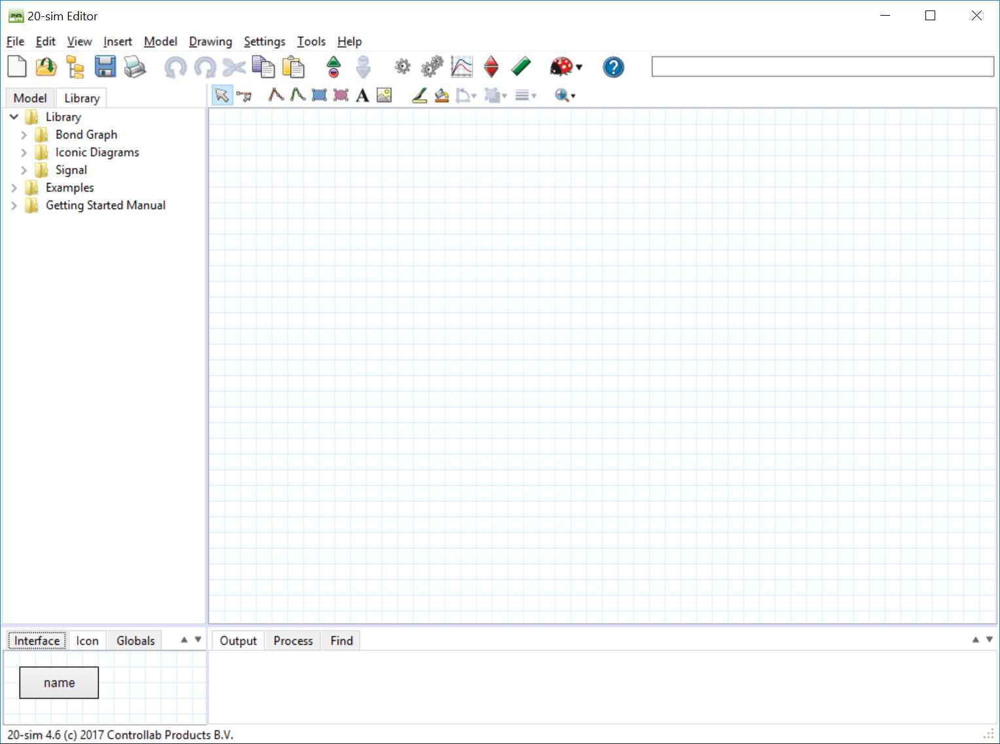 20-sim Editor
File Edit View Insert Model Drawing Settings Tools Help
Model Library
A
Library
Bond Graph
Iconic Diagrams
Signal
Examples
Getting Started Manual
Interface Icon Globals
Output Process Find
name
20-sim 4.6 (c) 2017 Controllab Products B.V.